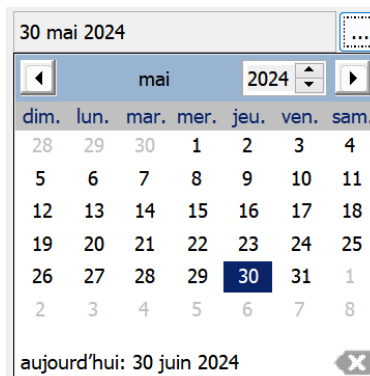 30 mai 2024 ...
mai 2024
dim. lun. mar. mer. jeu. ven. sam.
28 29 30 1 2 3 4
5 6 7 8 9 10 11
12 13 14 15 16 17 18
19 20 21 22 23 24 25
26 27 28 29 30 31 1
2 3 4 5 6 7 8
aujourd'hui: 30 juin 2024